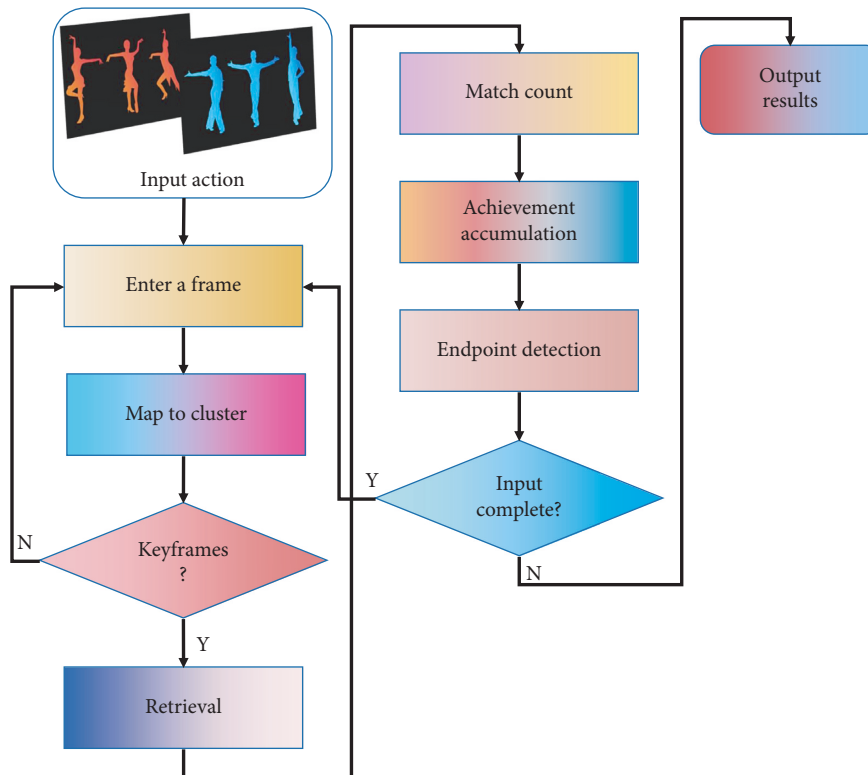 Input action
Enter a frame
Map to cluster
Keyframes
?
N
Y
Retrieval
Match count
Achievement
accumulation
Endpoint detection
Input
complete?
Y
N
Output
results